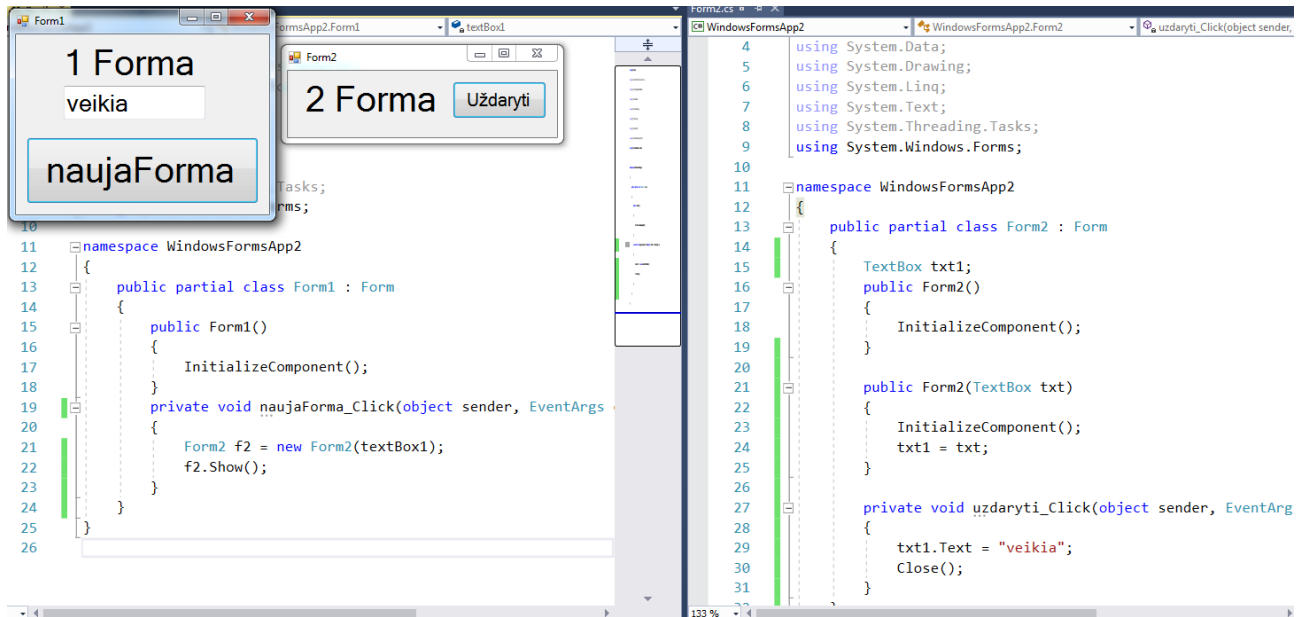 Form1
1 Forma
veikia
naujaForma
Form2
2 Forma
Uždaryti
ormsApp2.Form1
textBox1
Tasks;
rms;
10
11 namespace WindowsFormsApp2
12 {
13 public partial class Form1 : Form
14 {
15 public Form1()
16 {
17 InitializeComponent();
18 }
19 private void naujaForma_Click(object sender, EventArgs
20 {
21 Form2 f2 = new Form2(textBox1);
22 f2.Show();
23 }
24 }
25 }
26
Form2.cs
WindowsFormsApp2
WindowsFormsApp2.Form2
uzdaryti_Click(object sender,
4 using System.Data;
5 using System.Drawing;
6 using System.Linq;
7 using System.Text;
8 using System.Threading.Tasks;
9 using System.Windows.Forms;
10
11 namespace WindowsFormsApp2
12 {
13 public partial class Form2 : Form
14 {
15 TextBox txt1;
16 public Form2()
17 {
18 InitializeComponent();
19 }
20
21 public Form2(TextBox txt)
22 {
23 InitializeComponent();
24 txt1 = txt;
25 }
26
27 private void uzdaryti_Click(object sender, EventArg
28 {
29 txt1.Text = "veikia";
30 Close();
31 }
133 %